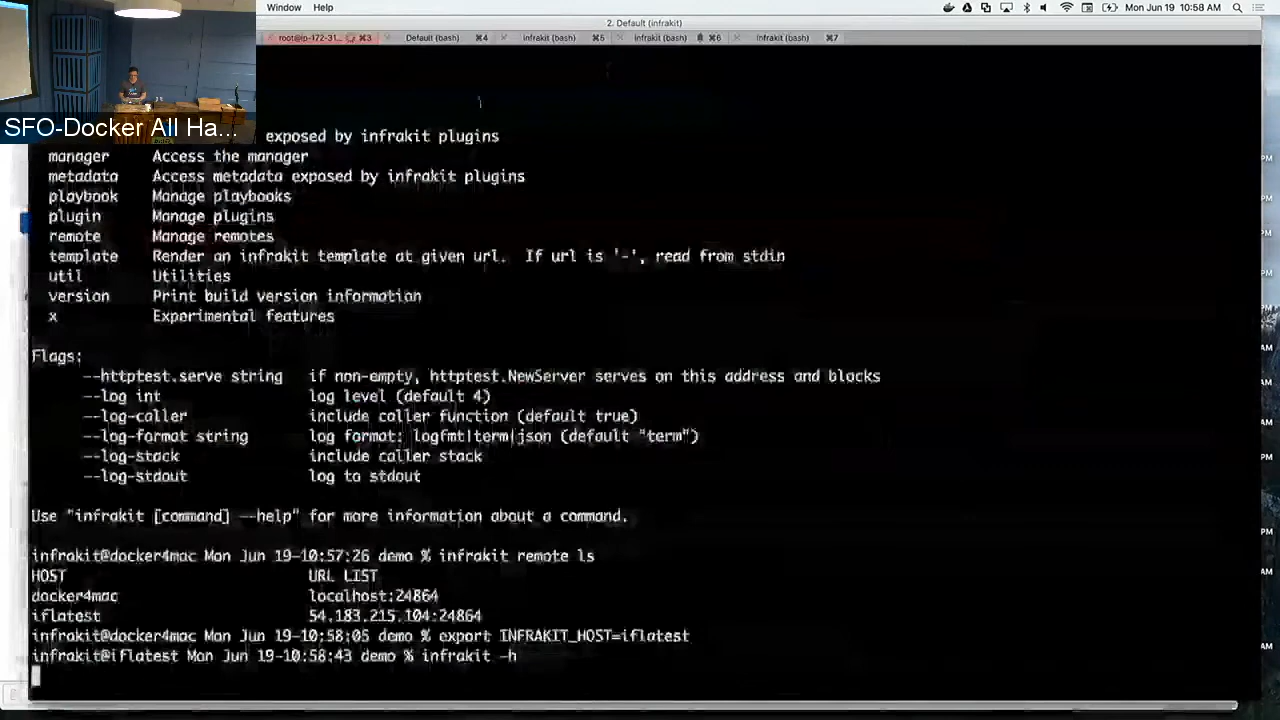 Window Help
Mon Jun 19 10:58 AM
2. Default (infrakit)
root@ip-172-31... ⌘3 Default (bash) ⌘4 infrakit (bash) ⌘5 infrakit (bash) ⌘6 infrakit (bash) ⌘7
SFO-Docker All Ha...
exposed by infrakit plugins
manager Access the manager
metadata Access metadata exposed by infrakit plugins
playbook Manage playbooks
plugin Manage plugins
remote Manage remotes
template Render an infrakit template at given url. If url is '-', read from stdin
util Utilities
version Print build version information
x Experimental features
Flags:
--httptest.serve string if non-empty, httptest.NewServer serves on this address and blocks
--log int log level (default 4)
--log-caller include caller function (default true)
--log-format string log format: logfmt|term|json (default "term")
--log-stack include caller stack
--log-stdout log to stdout
Use "infrakit [command] --help" for more information about a command.
infrakit@docker4mac Mon Jun 19-10:57:26 demo % infrakit remote ls
HOST URL LIST
docker4mac localhost:24864
iflatest 54.183.215.104:24864
infrakit@docker4mac Mon Jun 19-10:58:05 demo % export INFRAKIT_HOST=iflatest
infrakit@iflatest Mon Jun 19-10:58:43 demo % infrakit -h